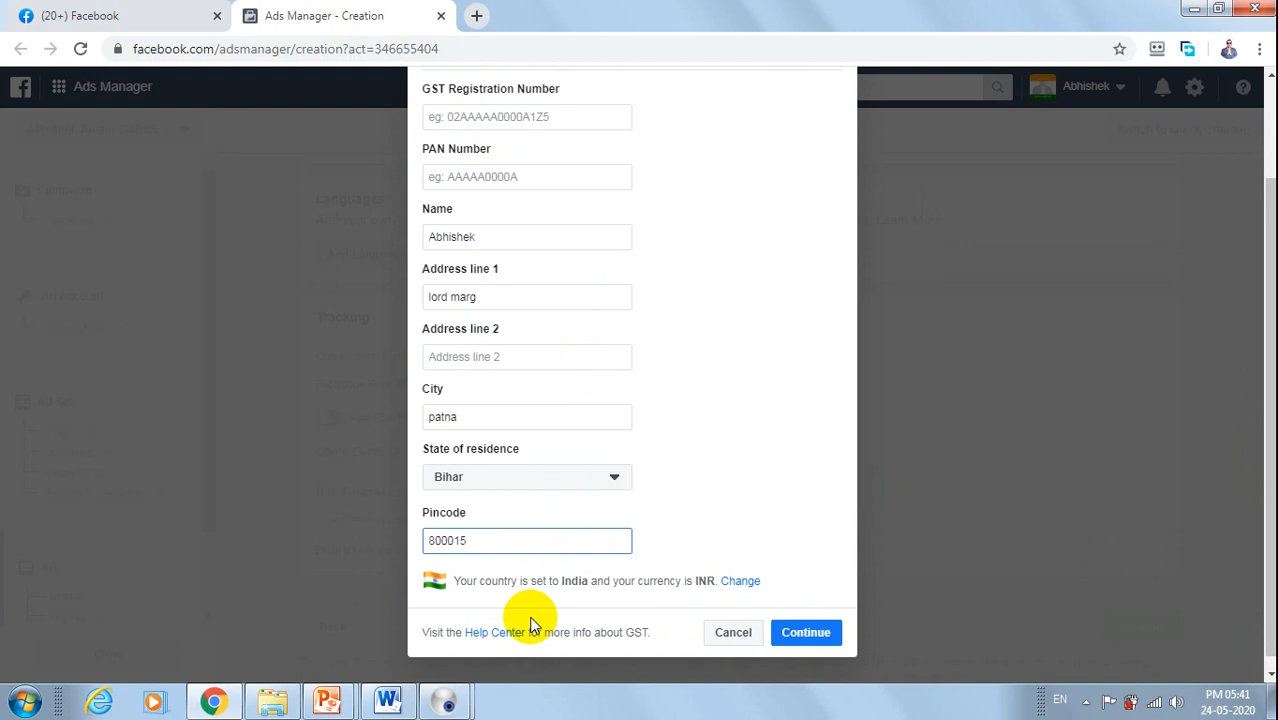 (20+) Facebook
Ads Manager - Creation
facebook.com/adsmanager/creation?act=346655404
Ads Manager
Abhishek
GST Registration Number
eg: 02AAAAA0000A1Z5
PAN Number
eg: AAAAA0000A
Name
Abhishek
Address line 1
lord marg
Address line 2
Address line 2
City
patna
State of residence
Bihar
Pincode
800015
Your country is set to India and your currency is INR. Change
Visit the Help Center for more info about GST.
Cancel
Continue
Languages
Tracking
EN
PM 05:41
24-05-2020